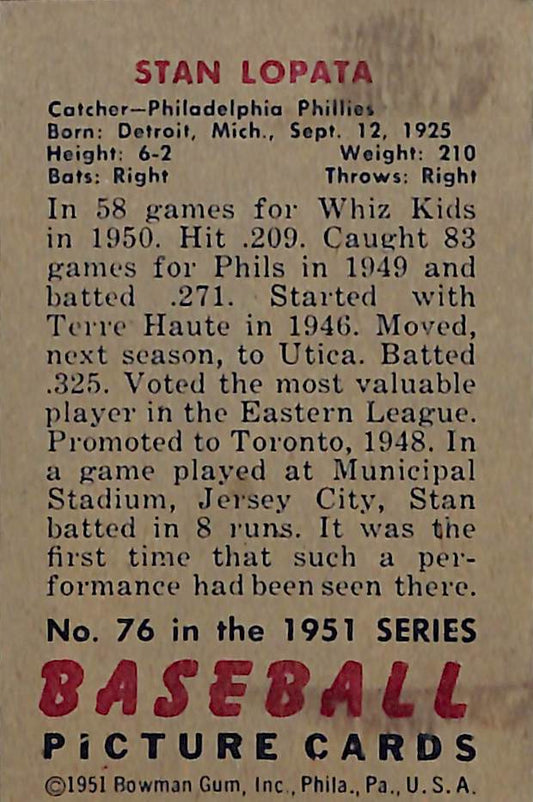 STAN LOPATA
Catcher—Philadelphia Phillies
Born: Detroit, Mich., Sept. 12, 1925
Height: 6-2 Weight: 210
Bats: Right Throws: Right
In 58 games for Whiz Kids
in 1950. Hit .209. Caught 83
games for Phils in 1949 and
batted .271. Started with
Terre Haute in 1946. Moved,
next season, to Utica. Batted
.325. Voted the most valuable
player in the Eastern League.
Promoted to Toronto, 1948. In
a game played at Municipal
Stadium, Jersey City, Stan
batted in 8 runs. It was the
first time that such a per-
formance had been seen there.
No. 76 in the 1951 SERIES
BASEBALL
PiCTURE CARDS
©1951 Bowman Gum, Inc., Phila., Pa., U. S. A.